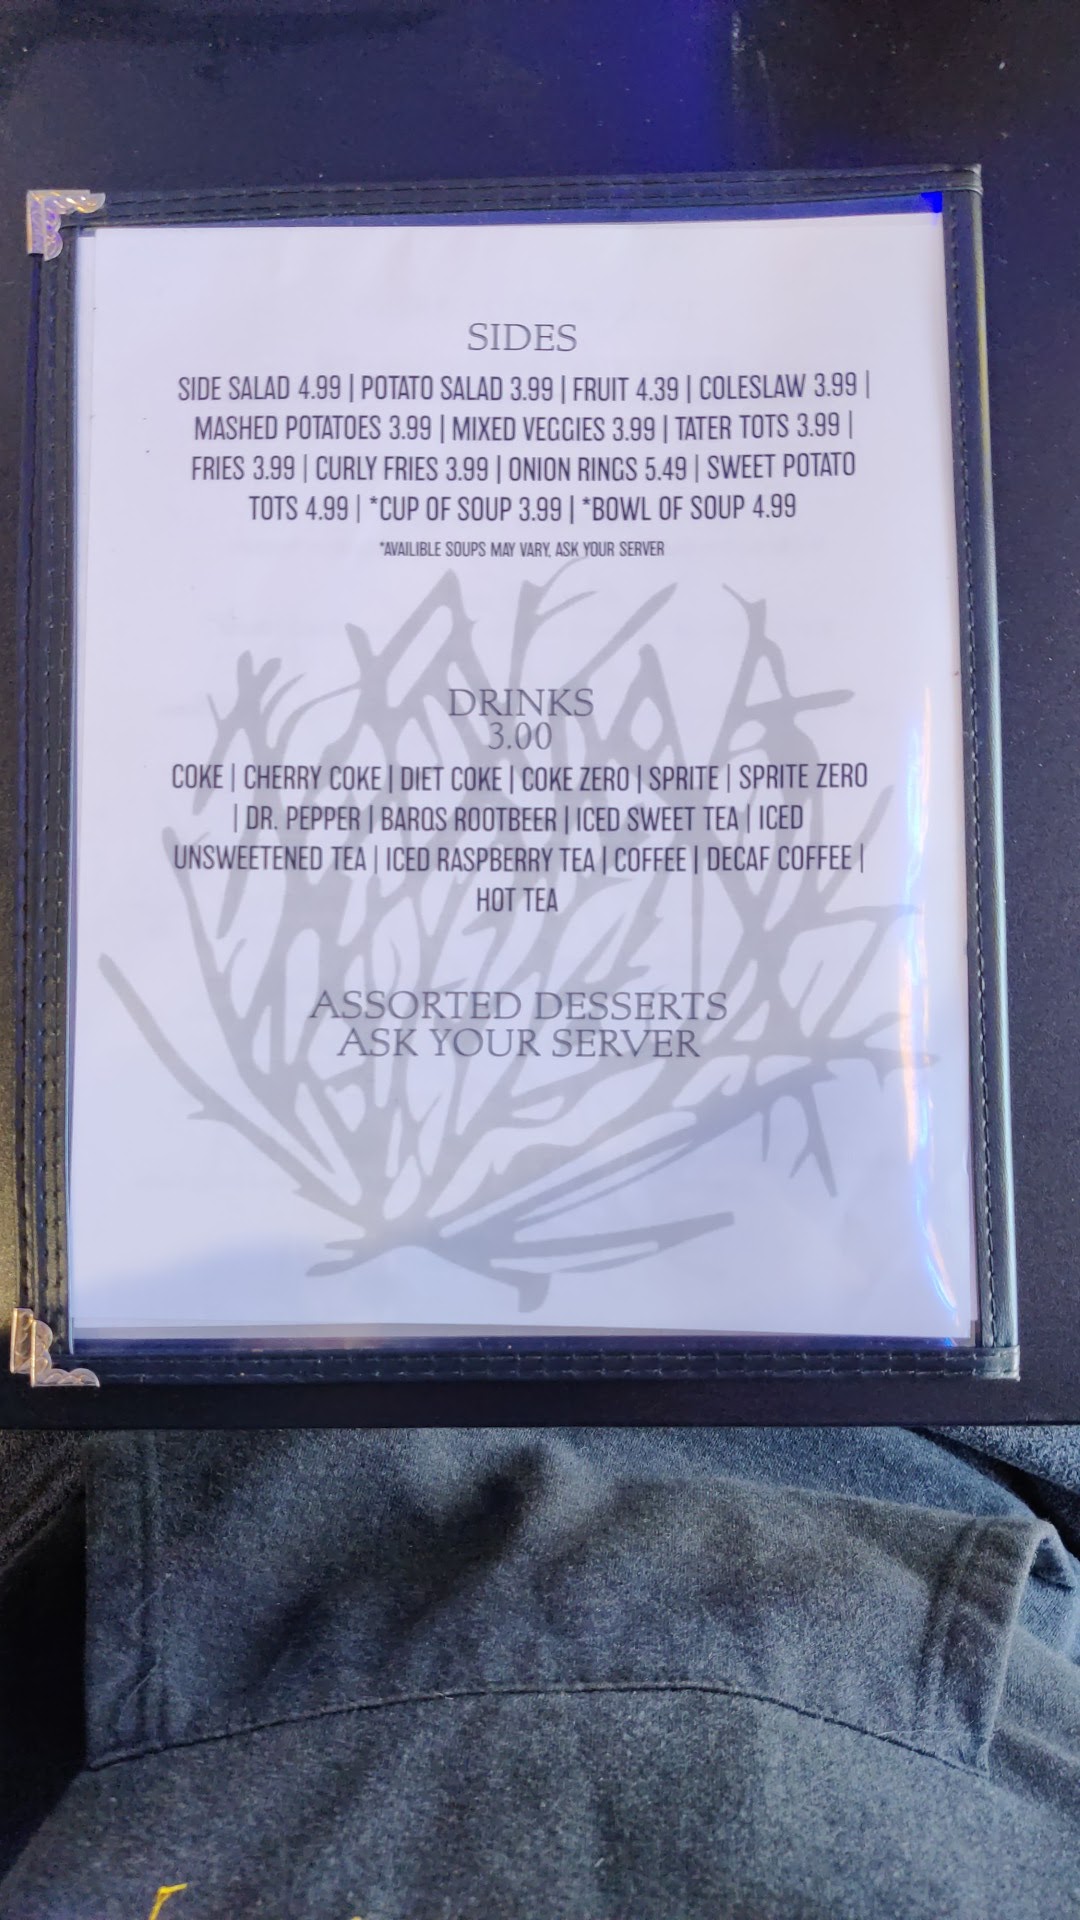 SIDES
SIDE SALAD 4.99 | POTATO SALAD 3.99 | FRUIT 4.39 | COLESLAW 3.99 |
MASHED POTATOES 3.99 | MIXED VEGGIES 3.99 | TATER TOTS 3.99 |
FRIES 3.99 | CURLY FRIES 3.99 | ONION RINGS 5.49 | SWEET POTATO
TOTS 4.99 | *CUP OF SOUP 3.99 | *BOWL OF SOUP 4.99
*AVAILIBLE SOUPS MAY VARY, ASK YOUR SERVER
DRINKS
3.00
COKE | CHERRY COKE | DIET COKE | COKE ZERO | SPRITE | SPRITE ZERO
| DR. PEPPER | BARQS ROOTBEER | ICED SWEET TEA | ICED
UNSWEETENED TEA | ICED RASPBERRY TEA | COFFEE | DECAF COFFEE |
HOT TEA
ASSORTED DESSERTS
ASK YOUR SERVER